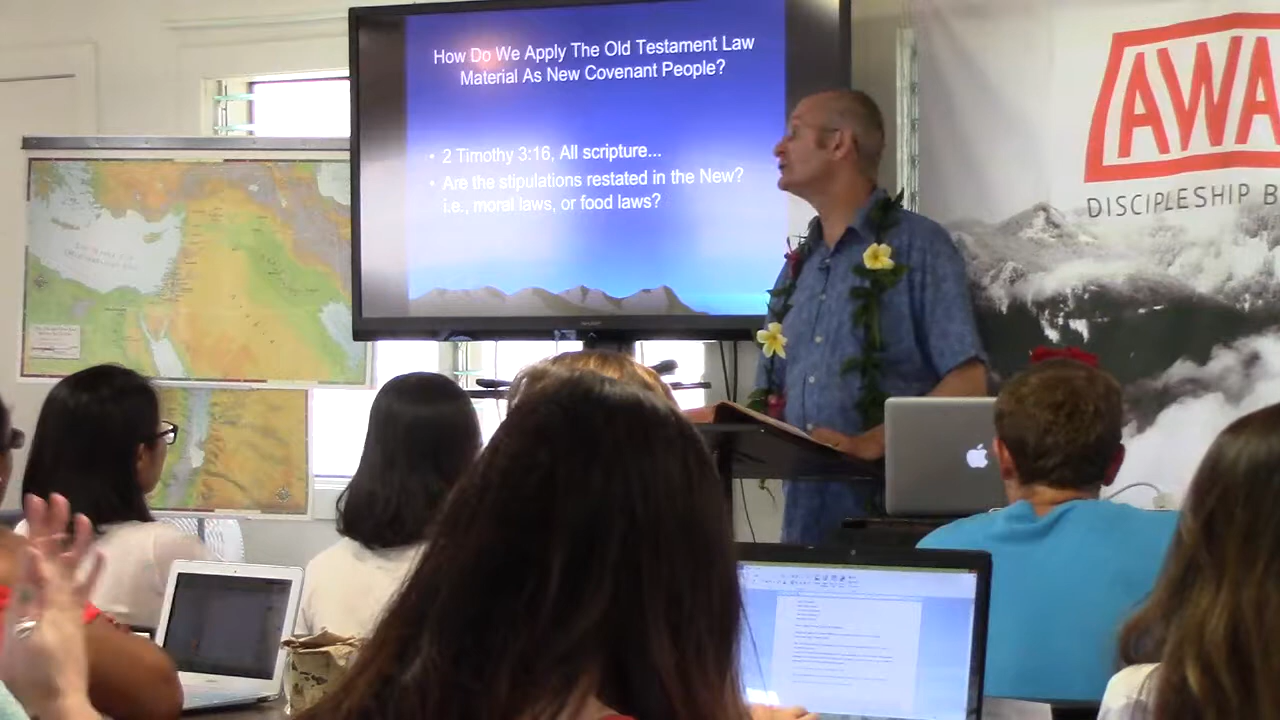 How Do We Apply The Old Testament Law
Material As New Covenant People?
• 2 Timothy 3:16, All scripture...
• Are the stipulations restated in the New?
i.e., moral laws, or food laws?
AWA
DISCIPLESHIP B